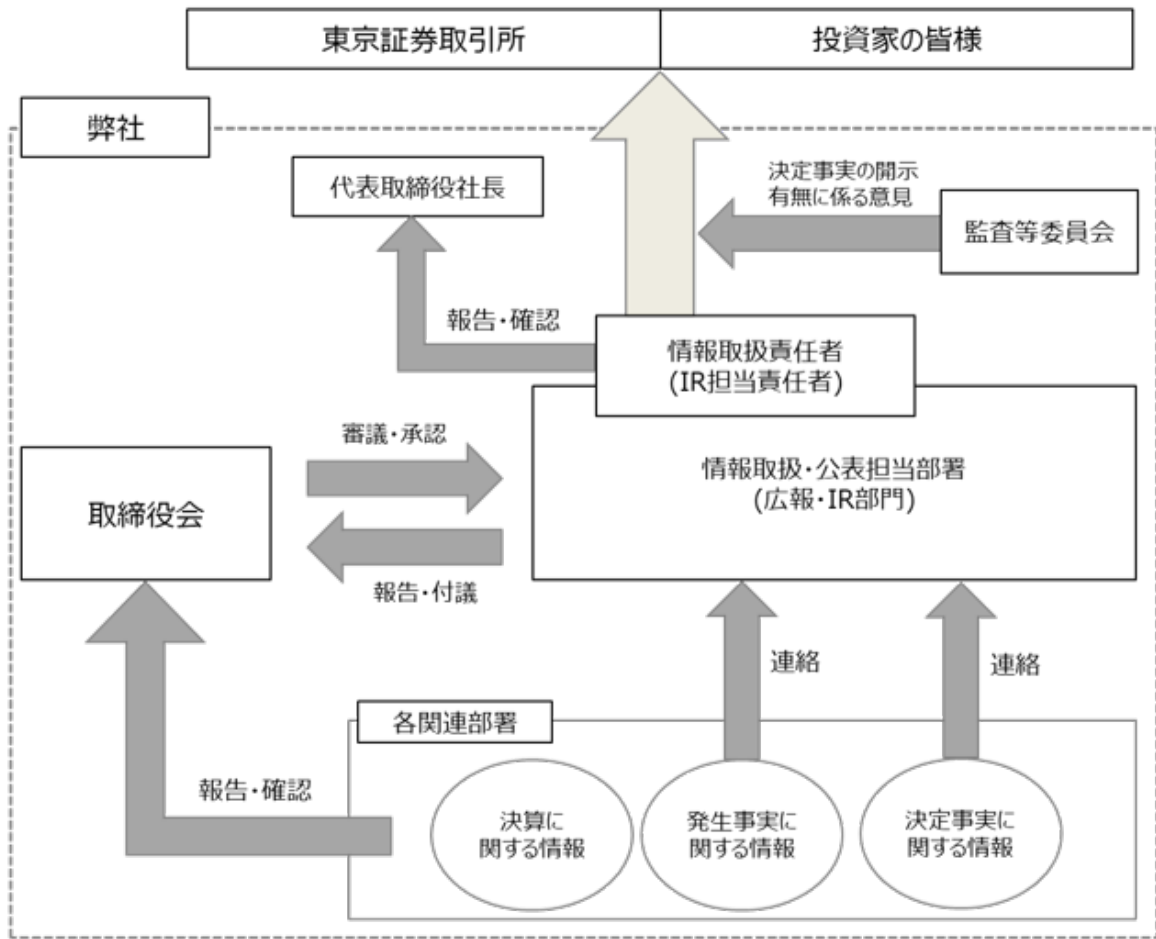 東京証券取引所
投資家の皆様
弊社
代表取締役社長
決定事実の開示
有無に係る意見
監査等委員会
報告・確認
情報取扱責任者
(IR担当責任者)
審議・承認
情報取扱・公表担当部署
(広報・IR部門)
取締役会
報告・付議
連絡
連絡
各関連部署
報告・確認
決算に
関する情報
発生事実に
関する情報
決定事実に
関する情報